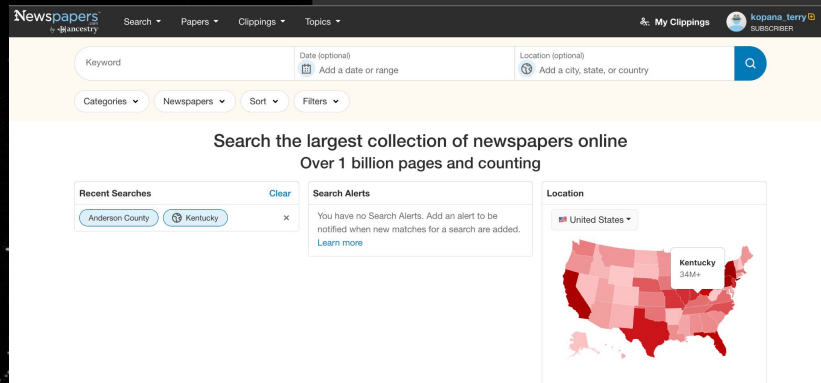 Newspapers
.com
by ancestry
Search
Papers
Clippings
Topics
My Clippings
kopana_terry
SUBSCRIBER
Keyword
Date (optional)
Add a date or range
Location (optional)
Add a city, state, or country
Categories
Newspapers
Sort
Filters
Search the largest collection of newspapers online
Over 1 billion pages and counting
Recent Searches
Clear
Anderson County
Kentucky
×
Search Alerts
You have no Search Alerts. Add an alert to be
notified when new matches for a search are added.
Learn more
Location
United States
Kentucky
34M+